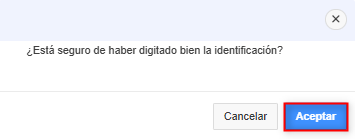 ¿Está seguro de haber digitado bien la identificación?
Cancelar Aceptar